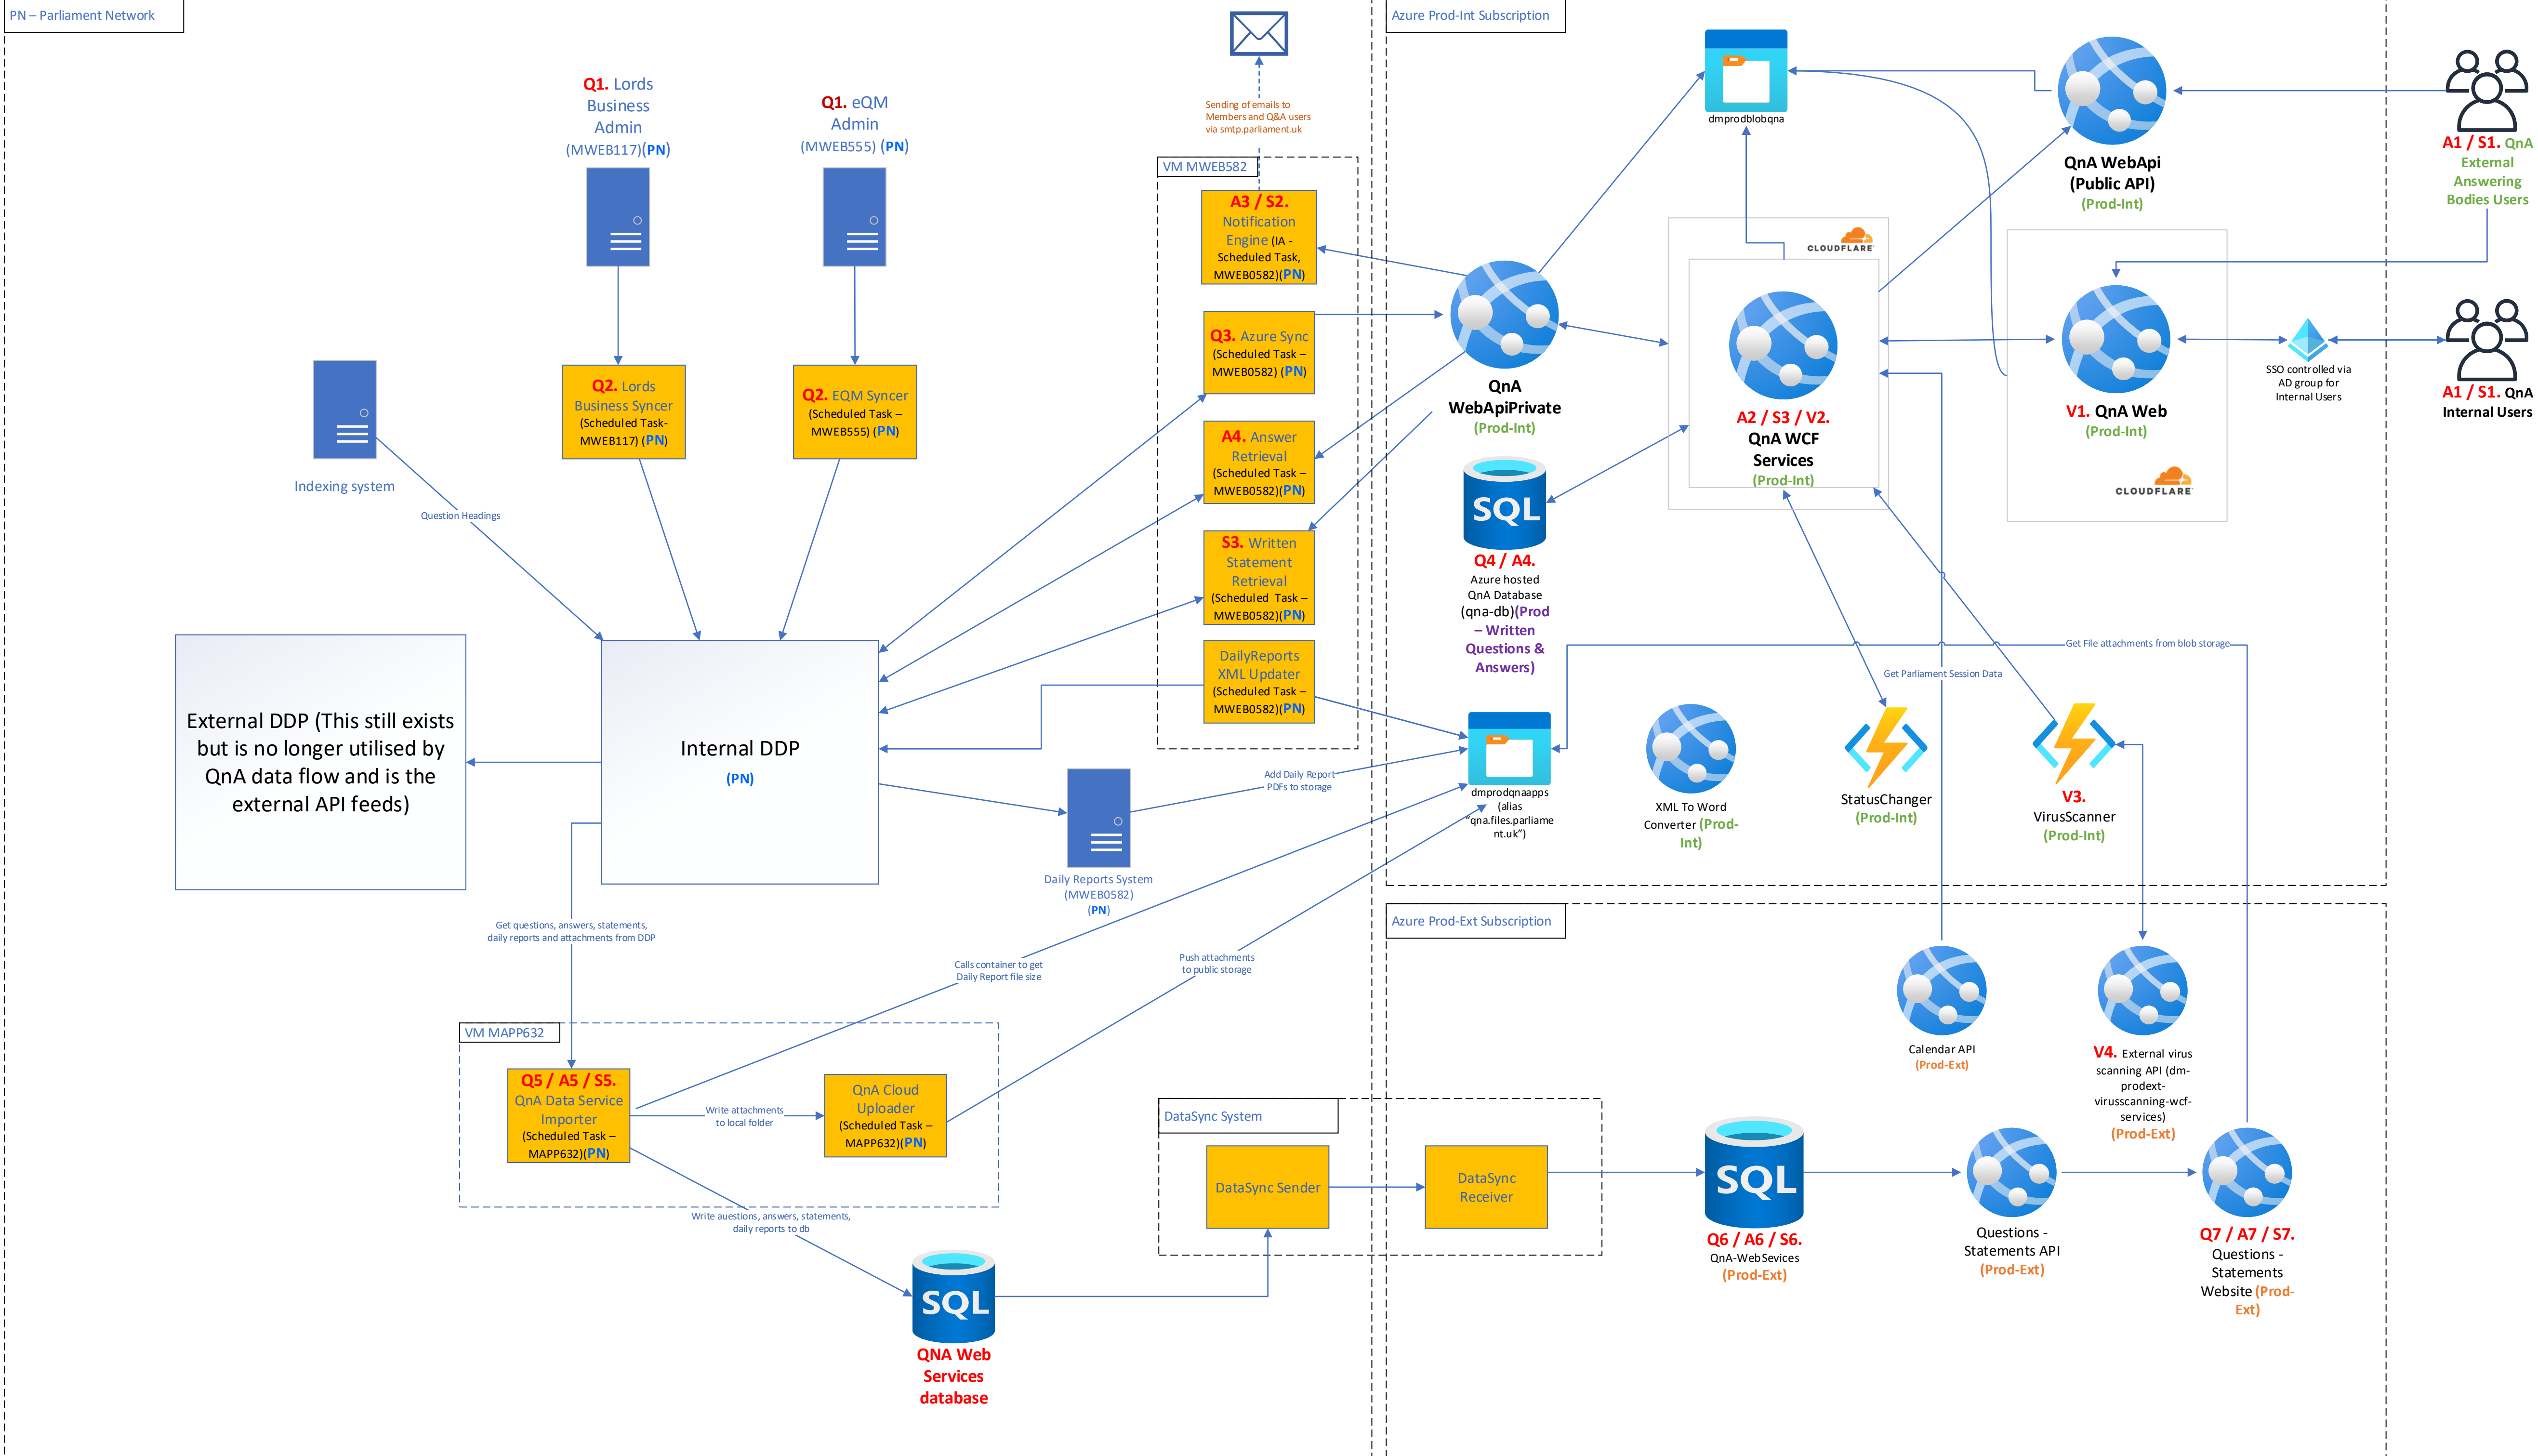 PN – Parliament Network
Azure Prod-Int Subscription
Q1. Lords
Business
Admin
(MWEB117)(PN)
Q1. eQM
Admin
(MWEB555) (PN)
Sending of emails to
Members and Q&A users
via smtp.parliament.uk
VM MWEB582
A3 / S2.
Notification
Engine (IA -
Scheduled Task,
MWEB0582)(PN)
Q3. Azure Sync
(Scheduled Task –
MWEB0582) (PN)
A4. Answer
Retrieval
(Scheduled Task –
MWEB0582)(PN)
S3. Written
Statement
Retrieval
(Scheduled Task –
MWEB0582)(PN)
DailyReports
XML Updater
(Scheduled Task –
MWEB0582)(PN)
Q2. Lords
Business Syncer
(Scheduled Task-
MWEB117) (PN)
Q2. EQM Syncer
(Scheduled Task –
MWEB555) (PN)
Indexing system
Question Headings
External DDP (This still exists
but is no longer utilised by
QnA data flow and is the
external API feeds)
Internal DDP
(PN)
Daily Reports System
(MWEB0582)
(PN)
Add Daily Report
PDFs to storage
Get questions, answers, statements,
daily reports and attachments from DDP
Calls container to get
Daily Report file size
Push attachments
to public storage
VM MAPP632
Q5 / A5 / S5.
QnA Data Service
Importer
(Scheduled Task –
MAPP632)(PN)
Write attachments
to local folder
QnA Cloud
Uploader
(Scheduled Task –
MAPP632)(PN)
Write auestions, answers, statements,
daily reports to db
SQL
QNA Web
Services
database
dmprodblobqna
QnA WebApi
(Public API)
(Prod-Int)
A1 / S1. QnA
External
Answering
Bodies Users
QnA
WebApiPrivate
(Prod-Int)
CLOUDFLARE
A2 / S3 / V2.
QnA WCF
Services
(Prod-Int)
V1. QnA Web
(Prod-Int)
CLOUDFLARE
SSO controlled via
AD group for
Internal Users
A1 / S1. QnA
Internal Users
SQL
Q4 / A4.
Azure hosted
QnA Database
(qna-db)(Prod
– Written
Questions &
Answers)
Get File attachments from blob storage
Get Parliament Session Data
dmprodqnaapps
(alias
“qna.files.parliame
nt.uk”)
XML To Word
Converter (Prod-
Int)
StatusChanger
(Prod-Int)
V3.
VirusScanner
(Prod-Int)
Azure Prod-Ext Subscription
Calendar API
(Prod-Ext)
V4. External virus
scanning API (dm-
prodext-
virusscanning-wcf-
services)
(Prod-Ext)
DataSync System
DataSync Sender
DataSync
Receiver
SQL
Q6 / A6 / S6.
QnA-WebSevices
(Prod-Ext)
Questions -
Statements API
(Prod-Ext)
Q7 / A7 / S7.
Questions -
Statements
Website (Prod-
Ext)